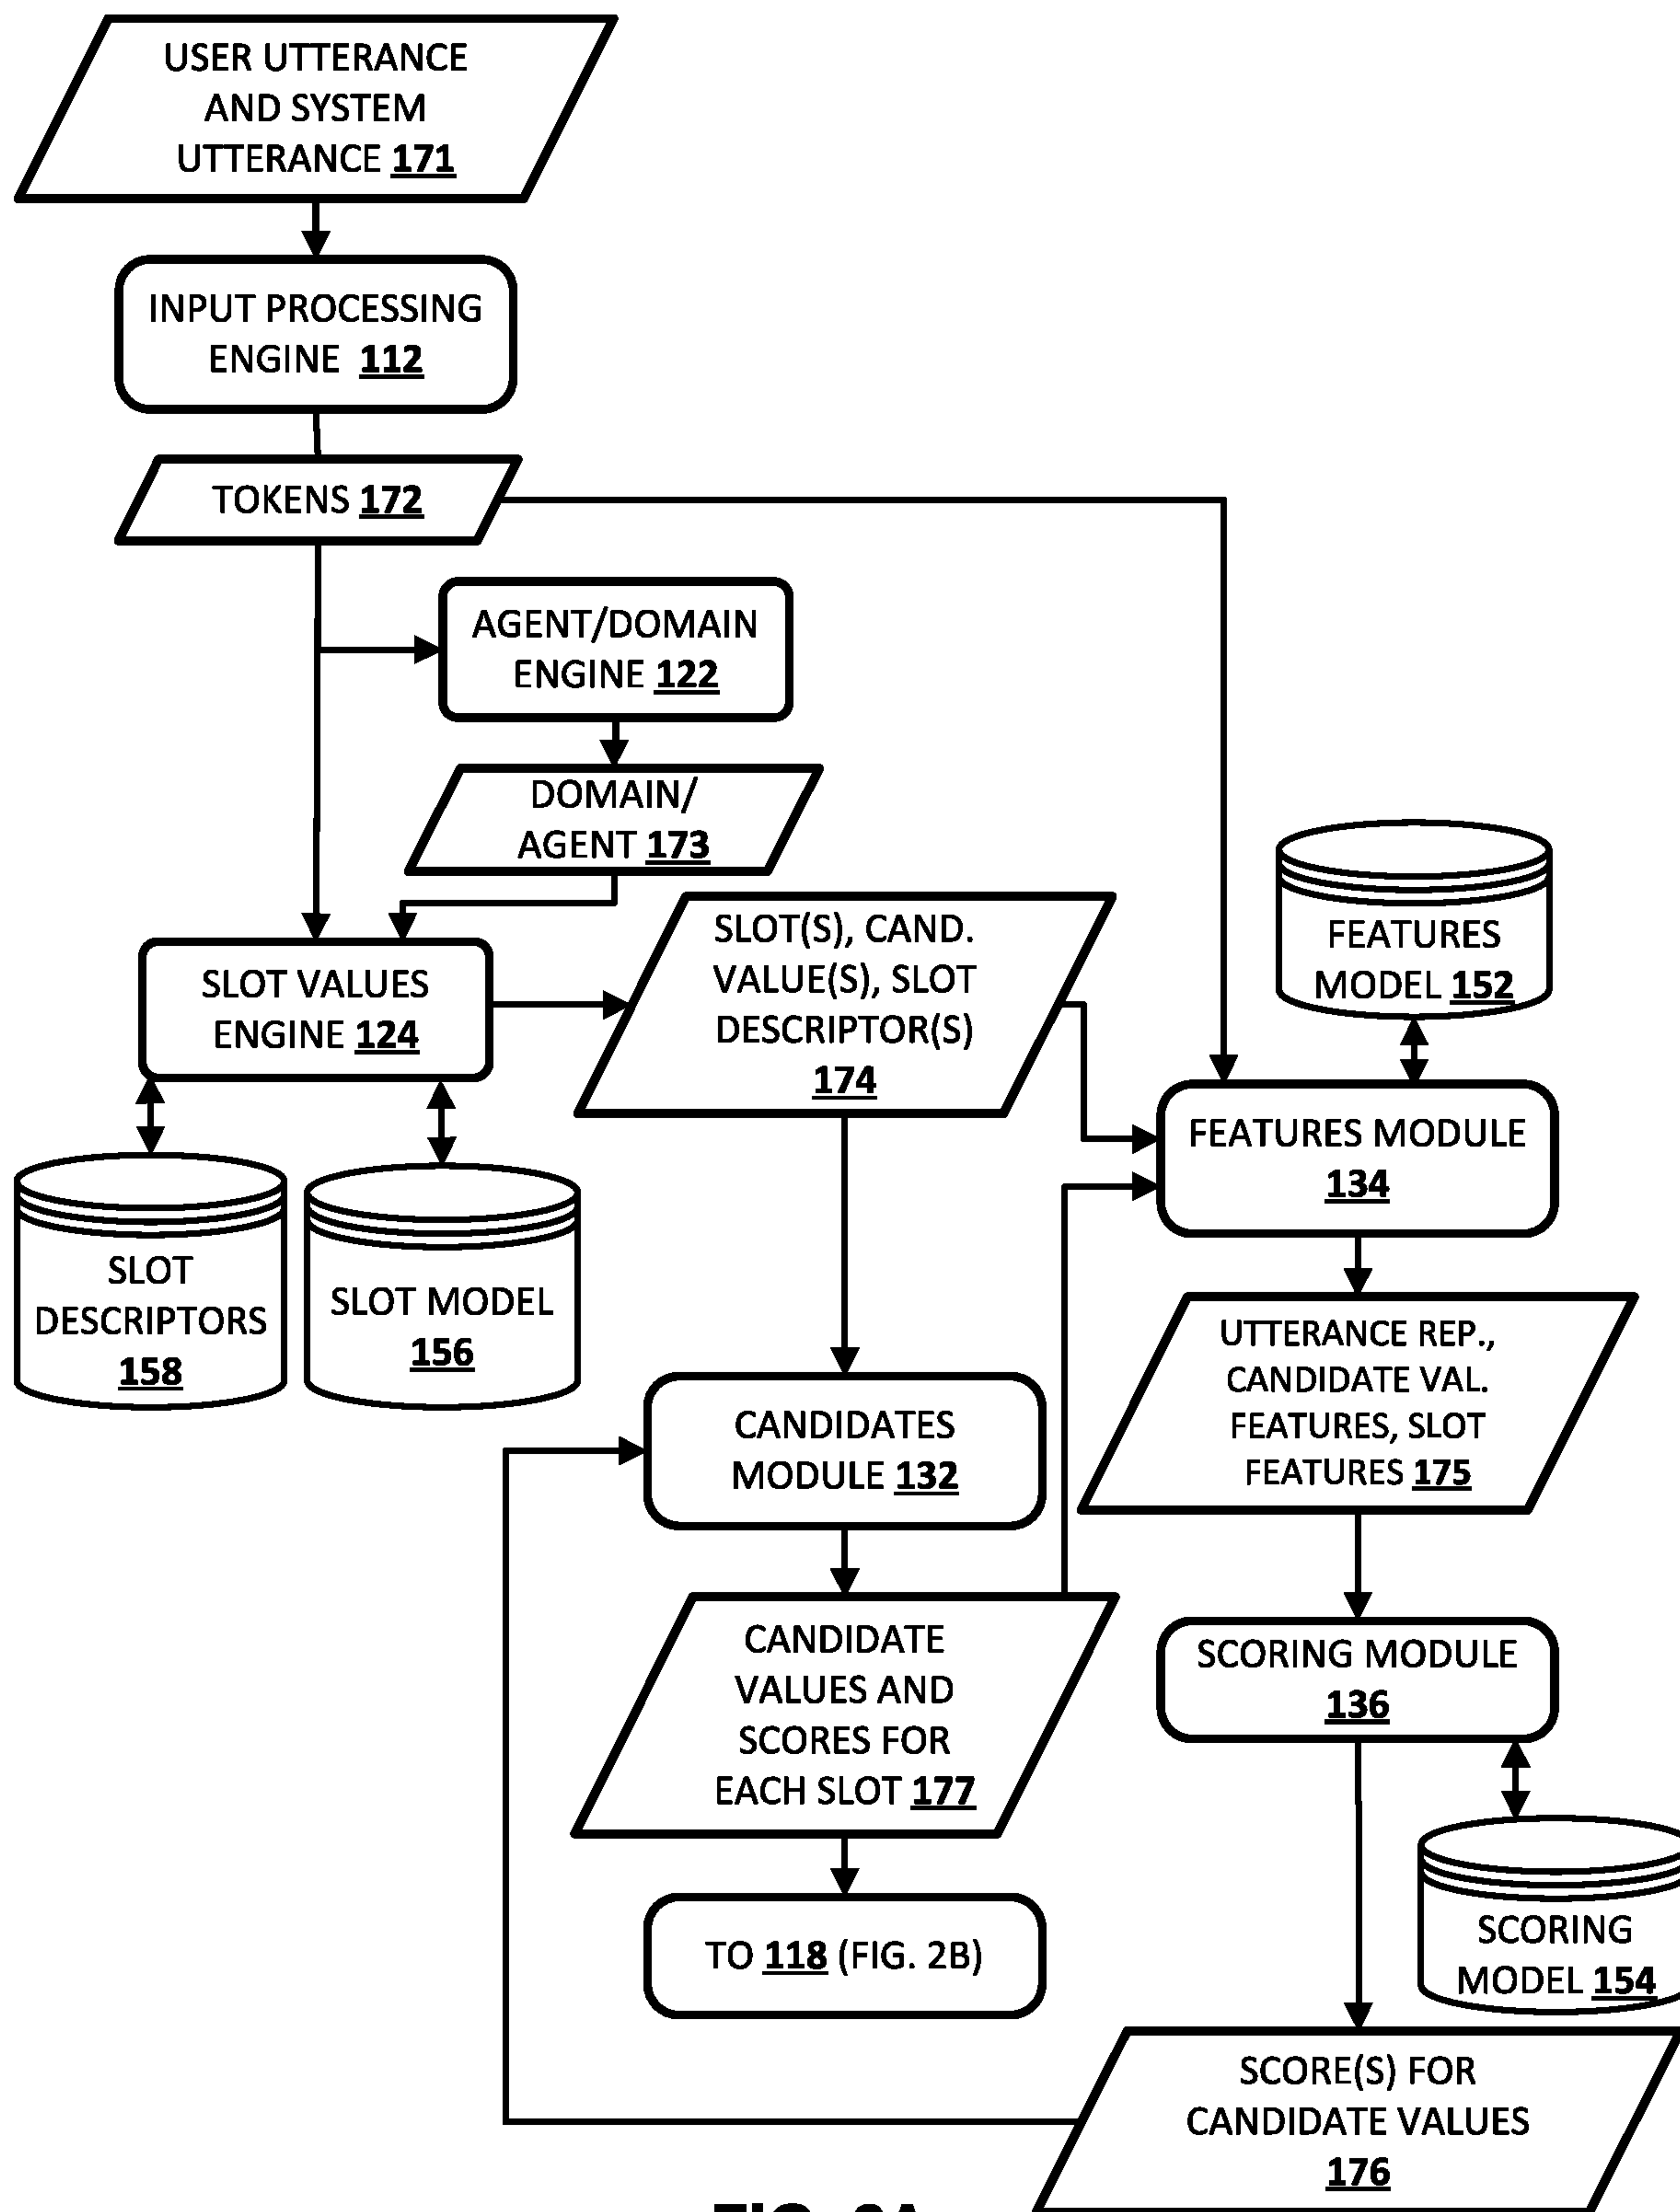 USER UTTERANCE
AND SYSTEM
UTTERANCE 171
INPUT PROCESSING
ENGINE 112
TOKENS 172
AGENT/DOMAIN
ENGINE 122
DOMAIN/
AGENT 173
SLOT VALUES
ENGINE 124
SLOT(S), CAND.
VALUE(S), SLOT
DESCRIPTOR(S)
174
FEATURES
MODEL 152
FEATURES MODULE
134
SLOT
DESCRIPTORS
158
SLOT MODEL
156
UTTERANCE REP.,
CANDIDATE VAL.
FEATURES, SLOT
FEATURES 175
CANDIDATES
MODULE 132
CANDIDATE
VALUES AND
SCORES FOR
EACH SLOT 177
SCORING MODULE
136
SCORING
MODEL 154
TO 118 (FIG. 2B)
SCORE(S) FOR
CANDIDATE VALUES
176